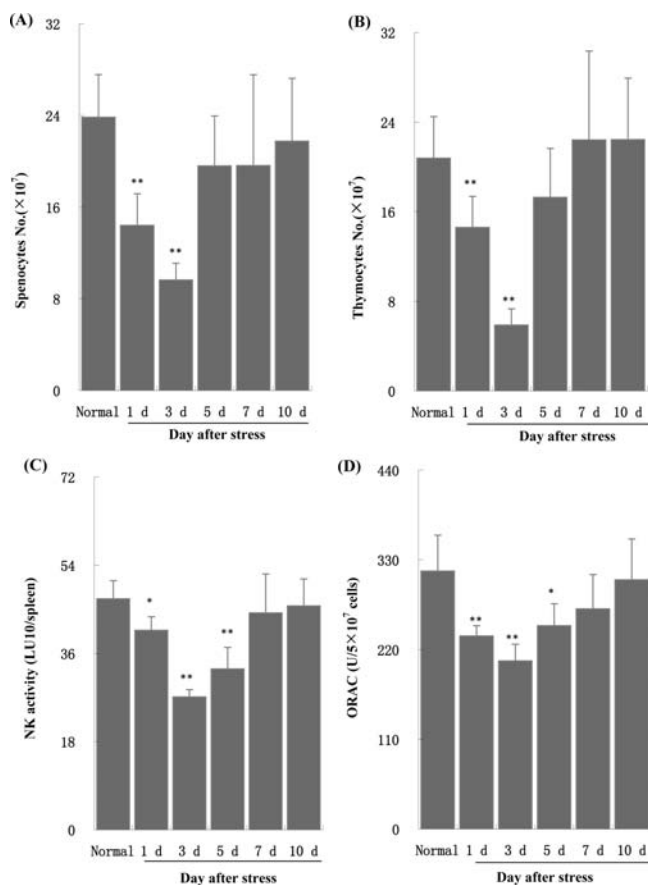 (A)
32
24
16
8
0
Spenocytes No.(×10⁷)
** **
Normal 1 d 3 d 5 d 7 d 10 d
Day after stress
(B)
32
24
16
8
0
Thymocytes No.(×10⁷)
** **
Normal 1 d 3 d 5 d 7 d 10 d
Day after stress
(C)
72
54
36
18
0
NK activity (LU10/spleen)
* ** **
Normal 1 d 3 d 5 d 7 d 10 d
Day after stress
(D)
440
330
220
110
0
ORAC (U/5×10⁷ cells)
** ** *
Normal 1 d 3 d 5 d 7 d 10 d
Day after stress